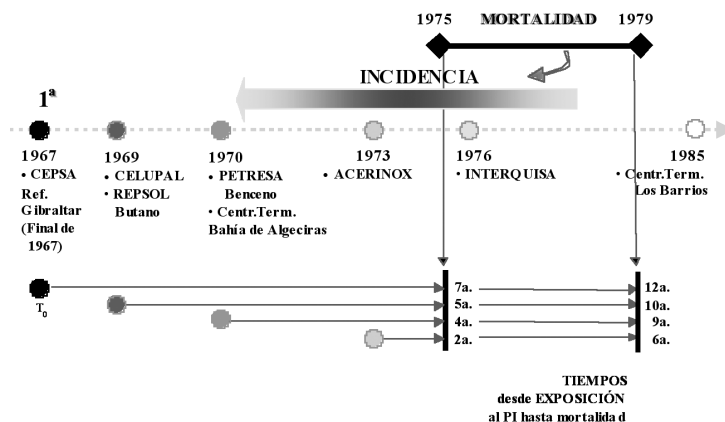 1975 MORTALIDAD 1979
INCIDENCIA
1ª
1967
• CEPSA
Ref.
Gibraltar
(Final de
1967)
1969
• CELUPAL
• REPSOL
Butano
1970
• PETRESA
Benceno
• Centr.Term.
Bahía de Algeciras
1973
• ACERINOX
1976
• INTERQUISA
1985
• Centr.Term.
Los Barrios
T0
7a. 12a.
5a. 10a.
4a. 9a.
2a. 6a.
TIEMPOS
desde EXPOSICIÓN
al PI hasta mortalidad